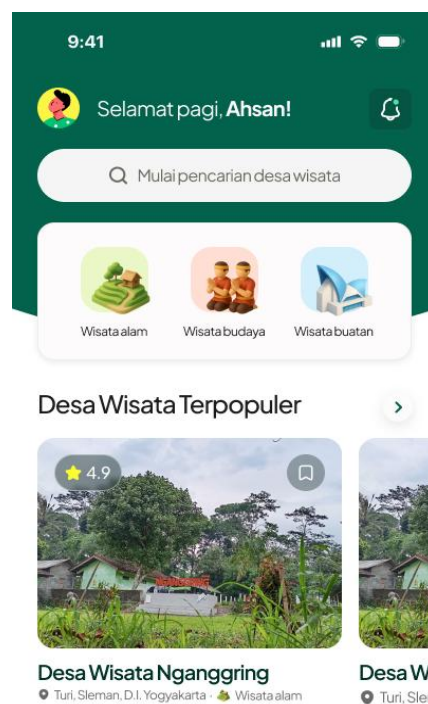 9:41
Selamat pagi, Ahsan!
Mulai pencarian desa wisata
Wisata alam
Wisata budaya
Wisata buatan
Desa Wisata Terpopuler
4.9
NGANGGRING
Desa Wisata Nganggring
Desa W
Turi, Sleman, D.I. Yogyakarta · Wisata alam
Turi, Sle